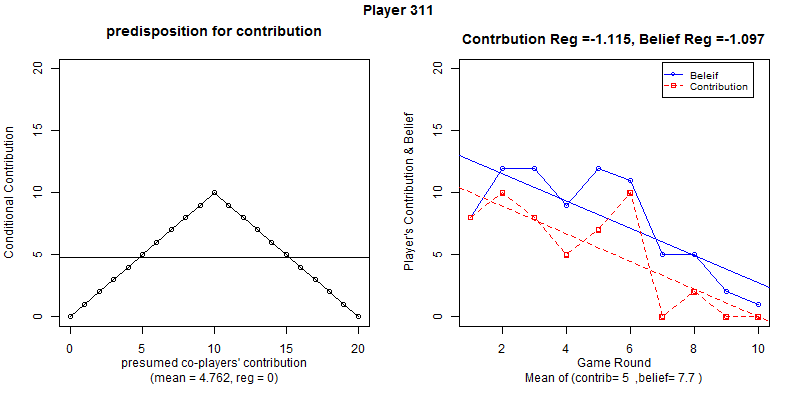 Player 311
predisposition for contribution
Conditional Contribution
0
5
10
15
20
0
5
10
15
20
presumed co-players' contribution
(mean = 4.762, reg = 0)
Contrbution Reg =-1.115, Belief Reg =-1.097
Player's Contribution & Belief
0
5
10
15
20
Beleif
Contribution
2
4
6
8
10
Game Round
Mean of (contrib= 5 ,belief= 7.7 )